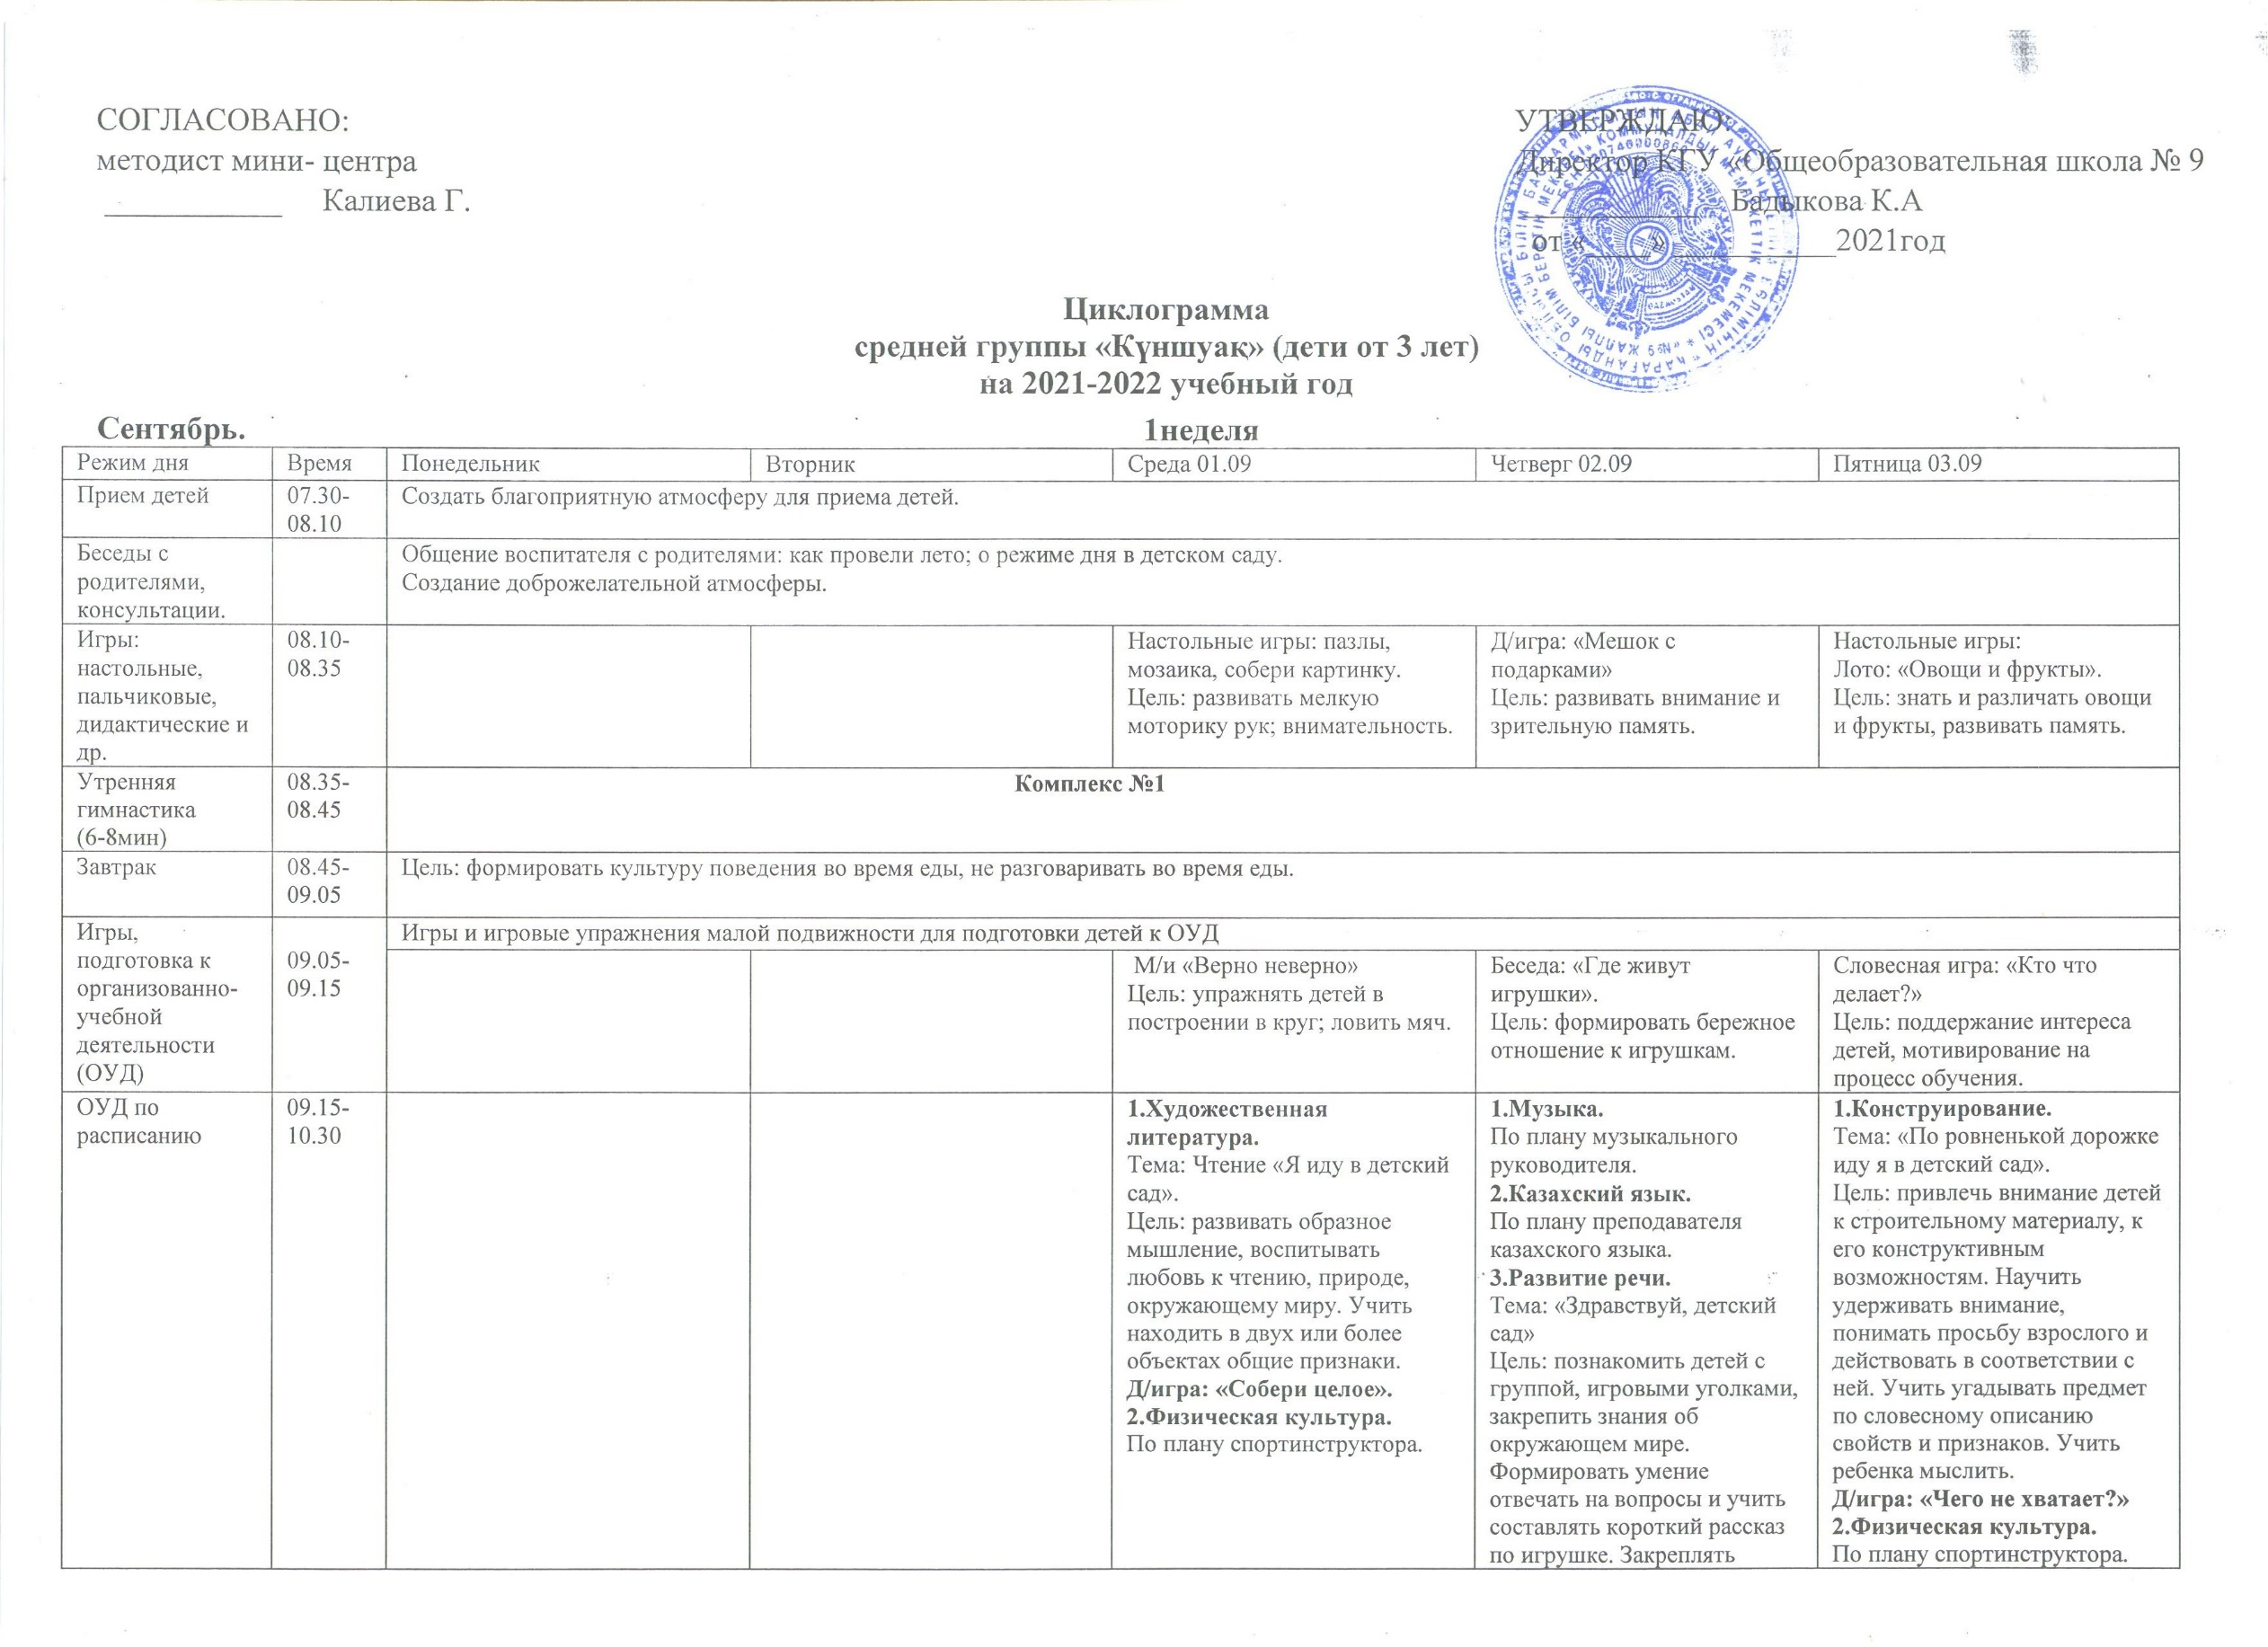 СОГЛАСОВАНО:
методист мини- центра
____________ Калиева Г.
УТВЕРЖДАЮ:
Директор КГУ «Общеобразовательная школа № 9
____________ Бадыкова К.А
от «____» ___________2021год
Циклограмма
средней группы «Күншуақ» (дети от 3 лет)
на 2021-2022 учебный год
Сентябрь. 1неделя
Режим дня
Время
Понедельник
Вторник
Среда 01.09
Четверг 02.09
Пятница 03.09
Прием детей
07.30-
08.10
Создать благоприятную атмосферу для приема детей.
Беседы с
родителями,
консультации.
Общение воспитателя с родителями: как провели лето; о режиме дня в детском саду.
Создание доброжелательной атмосферы.
Игры:
настольные,
пальчиковые,
дидактические и
др.
08.10-
08.35
Настольные игры: пазлы,
мозаика, собери картинку.
Цель: развивать мелкую
моторику рук; внимательность.
Д/игра: «Мешок с
подарками»
Цель: развивать внимание и
зрительную память.
Настольные игры:
Лото: «Овощи и фрукты».
Цель: знать и различать овощи
и фрукты, развивать память.
Утренняя
гимнастика
(6-8мин)
08.35-
08.45
Комплекс №1
Завтрак
08.45-
09.05
Цель: формировать культуру поведения во время еды, не разговаривать во время еды.
Игры,
подготовка к
организованно-
учебной
деятельности
(ОУД)
09.05-
09.15
Игры и игровые упражнения малой подвижности для подготовки детей к ОУД
М/и «Верно неверно»
Цель: упражнять детей в
построении в круг; ловить мяч.
Беседа: «Где живут
игрушки».
Цель: формировать бережное
отношение к игрушкам.
Словесная игра: «Кто что
делает?»
Цель: поддержание интереса
детей, мотивирование на
процесс обучения.
ОУД по
расписанию
09.15-
10.30
1.Художественная
литература.
Тема: Чтение «Я иду в детский
сад».
Цель: развивать образное
мышление, воспитывать
любовь к чтению, природе,
окружающему миру. Учить
находить в двух или более
объектах общие признаки.
Д/игра: «Собери целое».
2.Физическая культура.
По плану спортинструктора.
1.Музыка.
По плану музыкального
руководителя.
2.Казахский язык.
По плану преподавателя
казахского языка.
3.Развитие речи.
Тема: «Здравствуй, детский
сад»
Цель: познакомить детей с
группой, игровыми уголками,
закрепить знания об
окружающем мире.
Формировать умение
отвечать на вопросы и учить
составлять короткий рассказ
по игрушке. Закреплять
1.Конструирование.
Тема: «По ровненькой дорожке
иду я в детский сад».
Цель: привлечь внимание детей
к строительному материалу, к
его конструктивным
возможностям. Научить
удерживать внимание,
понимать просьбу взрослого и
действовать в соответствии с
ней. Учить угадывать предмет
по словесному описанию
свойств и признаков. Учить
ребенка мыслить.
Д/игра: «Чего не хватает?»
2.Физическая культура.
По плану спортинструктора.